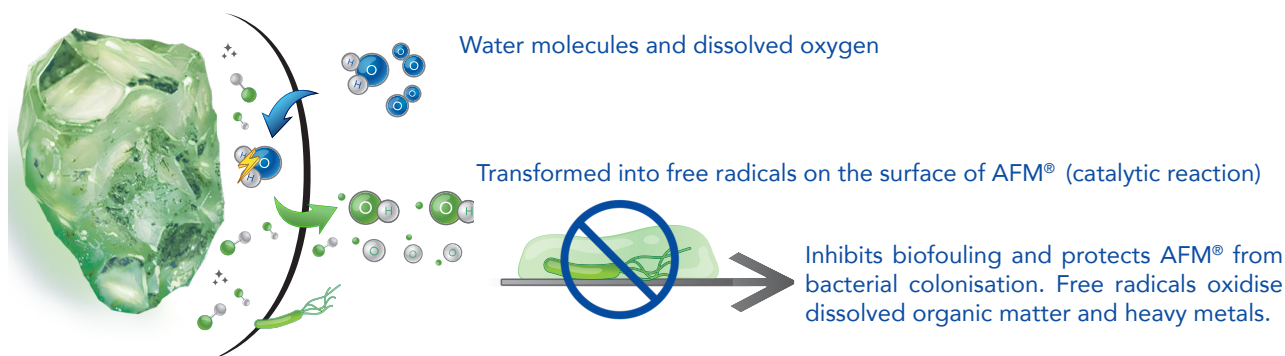 Water molecules and dissolved oxygen
H
O
O
O
H
O
O
H
O
H
Transformed into free radicals on the surface of AFM® (catalytic reaction)
O
H
O
H
O
O
O
Inhibits biofouling and protects AFM® from
bacterial colonisation. Free radicals oxidise
dissolved organic matter and heavy metals.